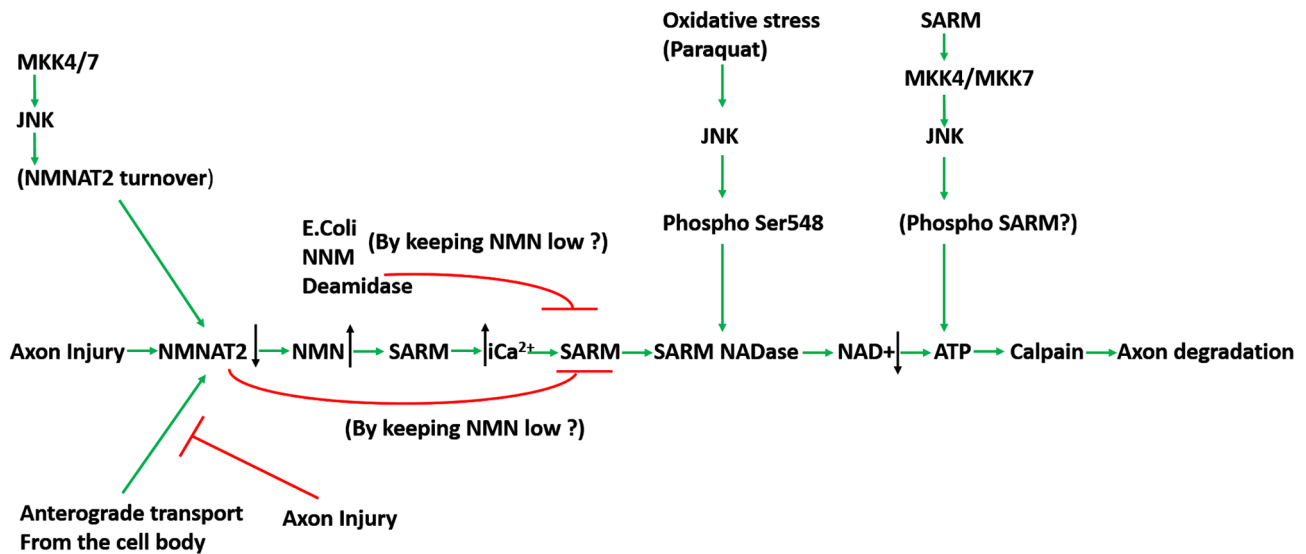 Oxidative stress
(Paraquat)
SARM
MKK4/7
MKK4/MKK7
JNK
JNK
JNK
(NMNAT2 turnover)
Phospho Ser548
(Phospho SARM?)
E.Coli
NNM
Deamidase
(By keeping NMN low ?)
Axon Injury NMNAT2 NMN SARM iCa2+ SARM SARM NADase NAD+ ATP Calpain Axon degradation
(By keeping NMN low ?)
Anterograde transport
From the cell body
Axon Injury